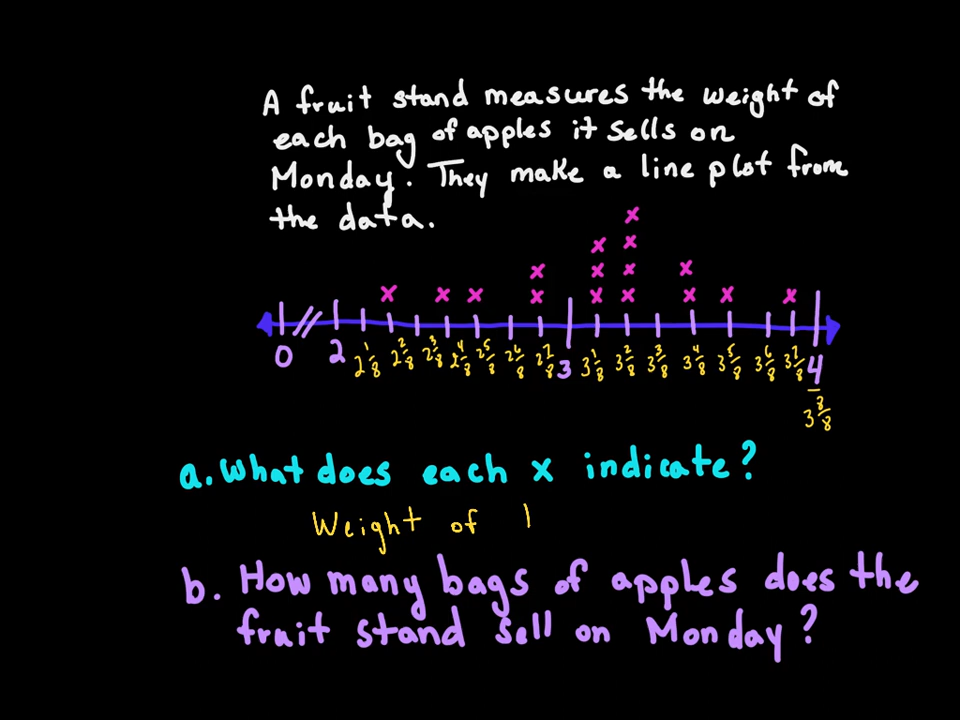 A fruit stand measures the weight of
each bag of apples it sells on
Monday. They make a line plot from
the data.
x
x x
x x x
x x x x
x x x x x x x x x
0 2 2 1/8 2 2/8 2 3/8 2 4/8 2 5/8 2 6/8 2 7/8 3 3 1/8 3 2/8 3 3/8 3 4/8 3 5/8 3 6/8 3 7/8 4
3 8/8
a. What does each x indicate?
Weight of 1
b. How many bags of apples does the
fruit stand sell on Monday?